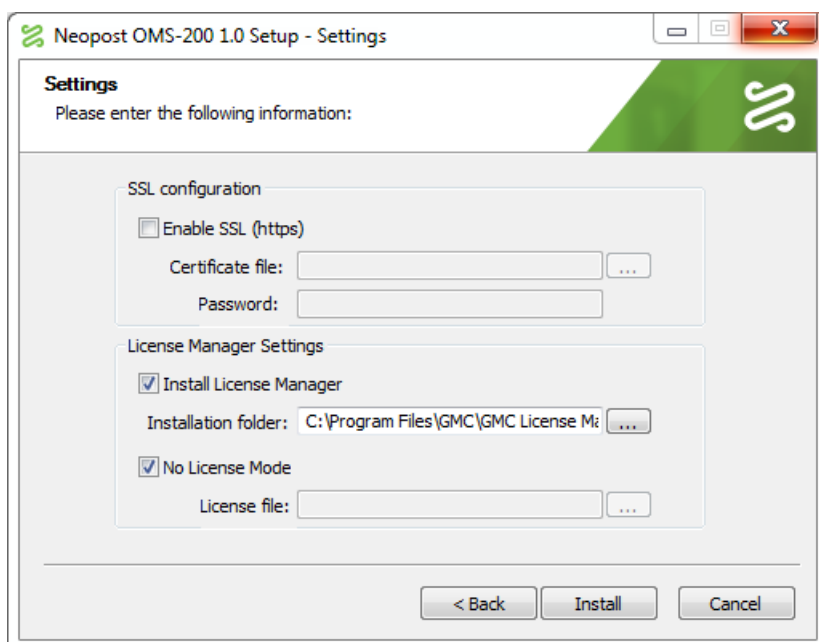 Neopost OMS-200 1.0 Setup - Settings
Settings
Please enter the following information:
SSL configuration
Enable SSL (https)
Certificate file: ...
Password:
License Manager Settings
Install License Manager
Installation folder: C:\Program Files\GMC\GMC License Ma ...
No License Mode
License file: ...
< Back Install Cancel